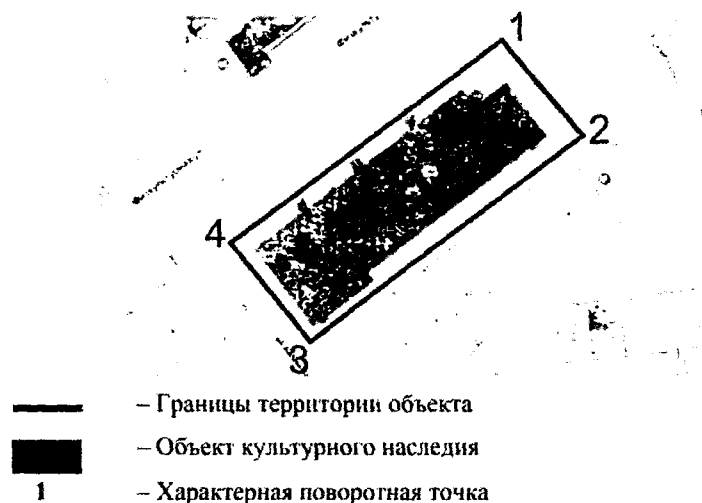 1
2
4
3
– Границы территории объекта
– Объект культурного наследия
1 – Характерная поворотная точка